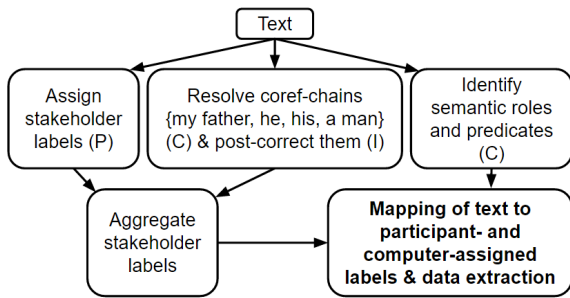 Text
Assign
stakeholder
labels (P)
Resolve coref-chains
{my father, he, his, a man}
(C) & post-correct them (I)
Identify
semantic roles
and predicates
(C)
Aggregate
stakeholder
labels
Mapping of text to
participant- and
computer-assigned
labels & data extraction